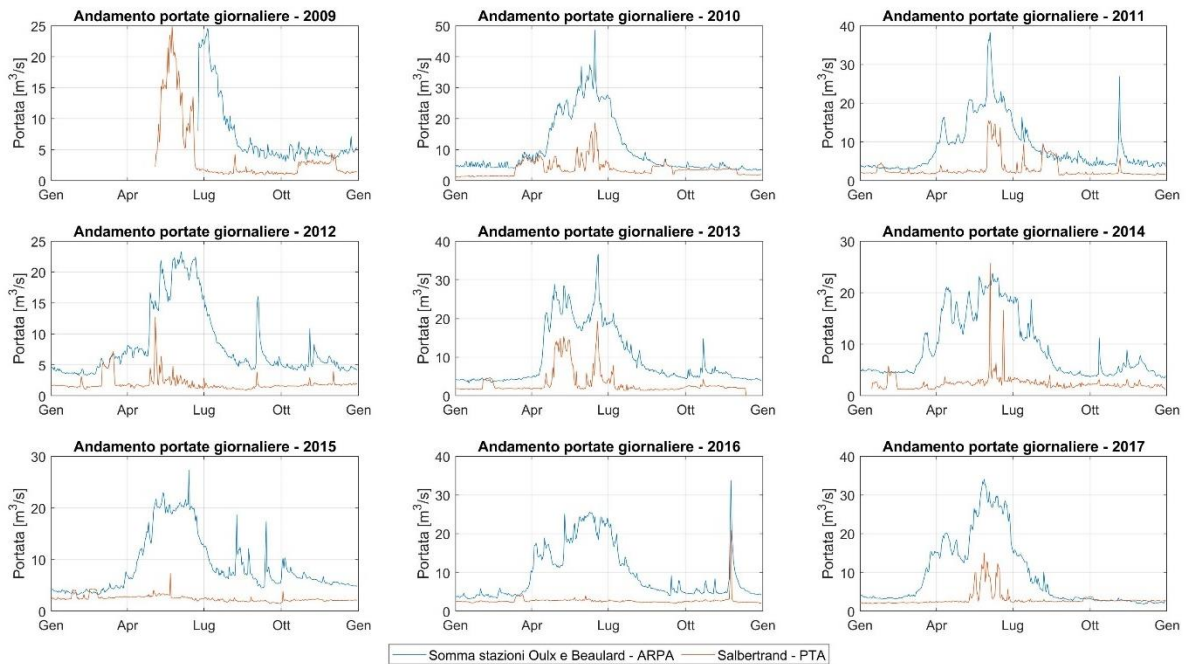 Andamento portate giornaliere - 2009
Portata [m³/s]
25
20
15
10
5
0
Gen Apr Lug Ott Gen
Andamento portate giornaliere - 2010
Portata [m³/s]
50
40
30
20
10
0
Gen Apr Lug Ott Gen
Andamento portate giornaliere - 2011
Portata [m³/s]
40
30
20
10
0
Gen Apr Lug Ott Gen
Andamento portate giornaliere - 2012
Portata [m³/s]
25
20
15
10
5
0
Gen Apr Lug Ott Gen
Andamento portate giornaliere - 2013
Portata [m³/s]
40
30
20
10
0
Gen Apr Lug Ott Gen
Andamento portate giornaliere - 2014
Portata [m³/s]
30
20
10
0
Gen Apr Lug Ott Gen
Andamento portate giornaliere - 2015
Portata [m³/s]
30
20
10
0
Gen Apr Lug Ott Gen
Andamento portate giornaliere - 2016
Portata [m³/s]
40
30
20
10
0
Gen Apr Lug Ott Gen
Andamento portate giornaliere - 2017
Portata [m³/s]
40
30
20
10
0
Gen Apr Lug Ott Gen
Somma stazioni Oulx e Beaulard - ARPA Salbertrand - PTA